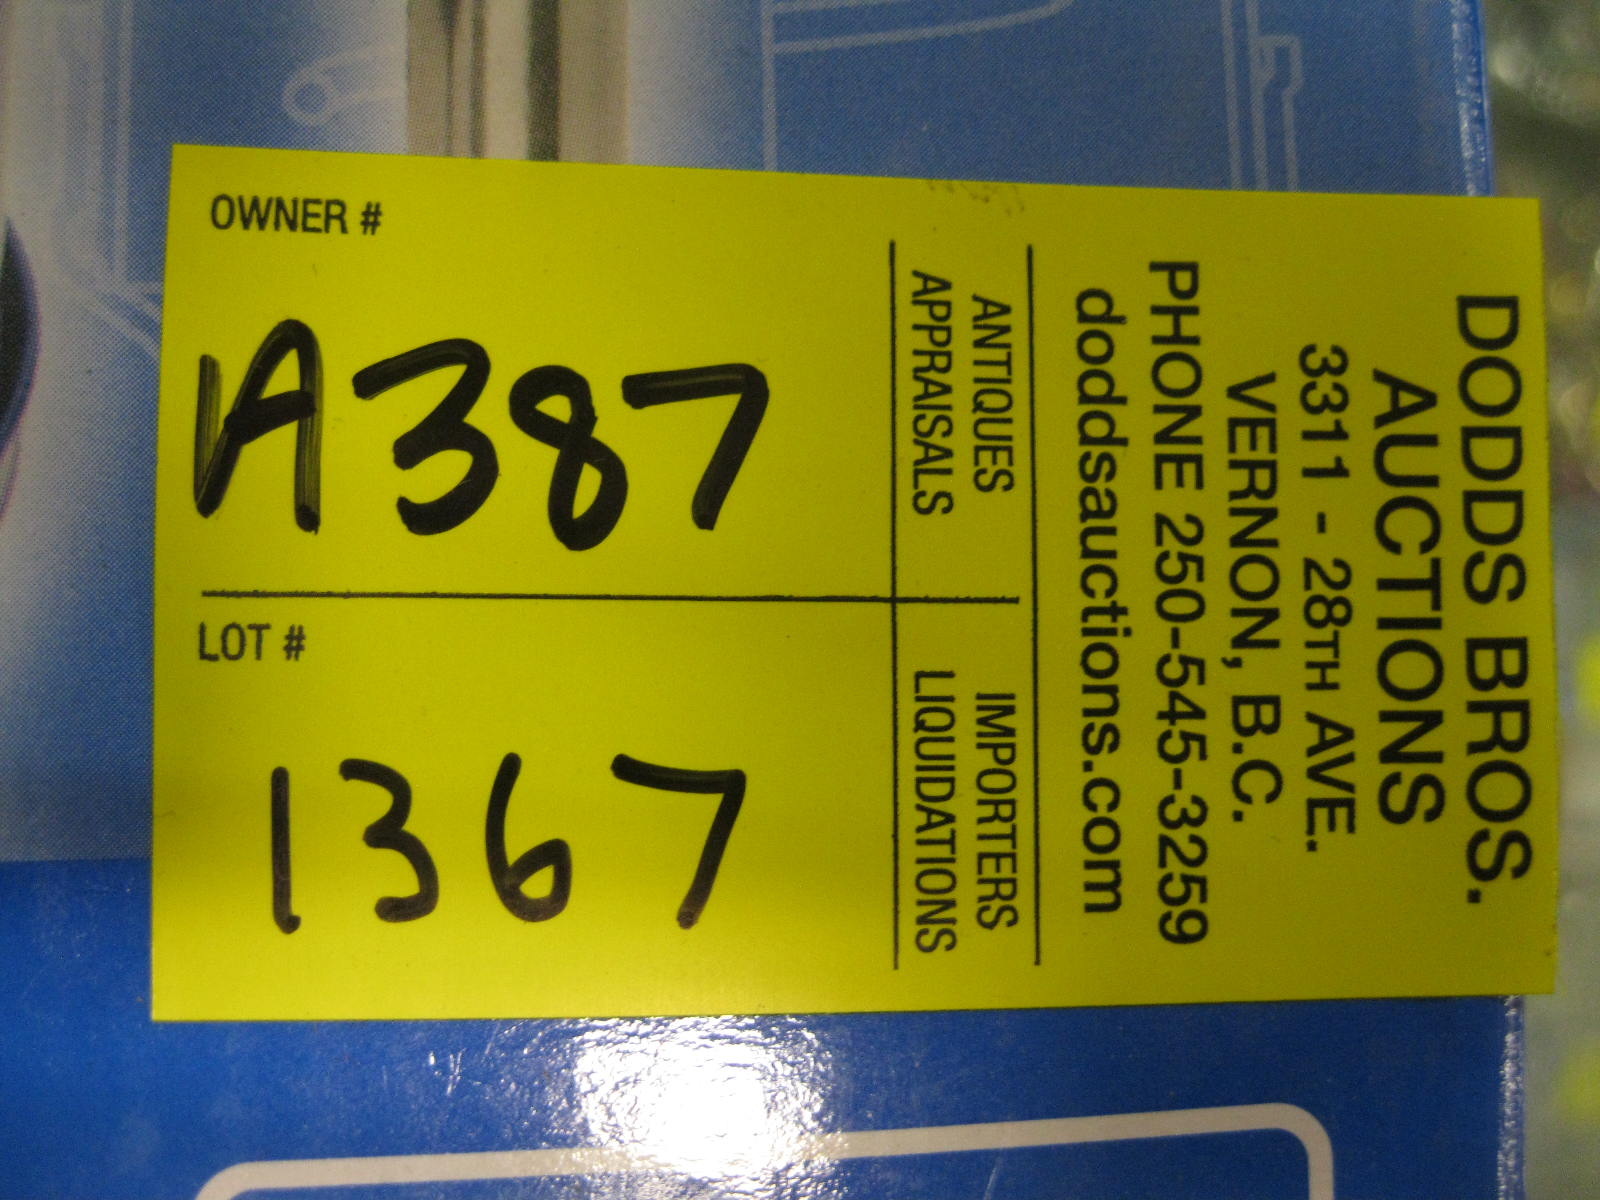 DODDS BROS.
AUCTIONS
3311 - 28TH AVE.
VERNON, B.C.
PHONE 250-545-3259
doddsauctions.com
ANTIQUES
APPRAISALS
IMPORTERS
LIQUIDATIONS
OWNER #
A387
LOT #
1367